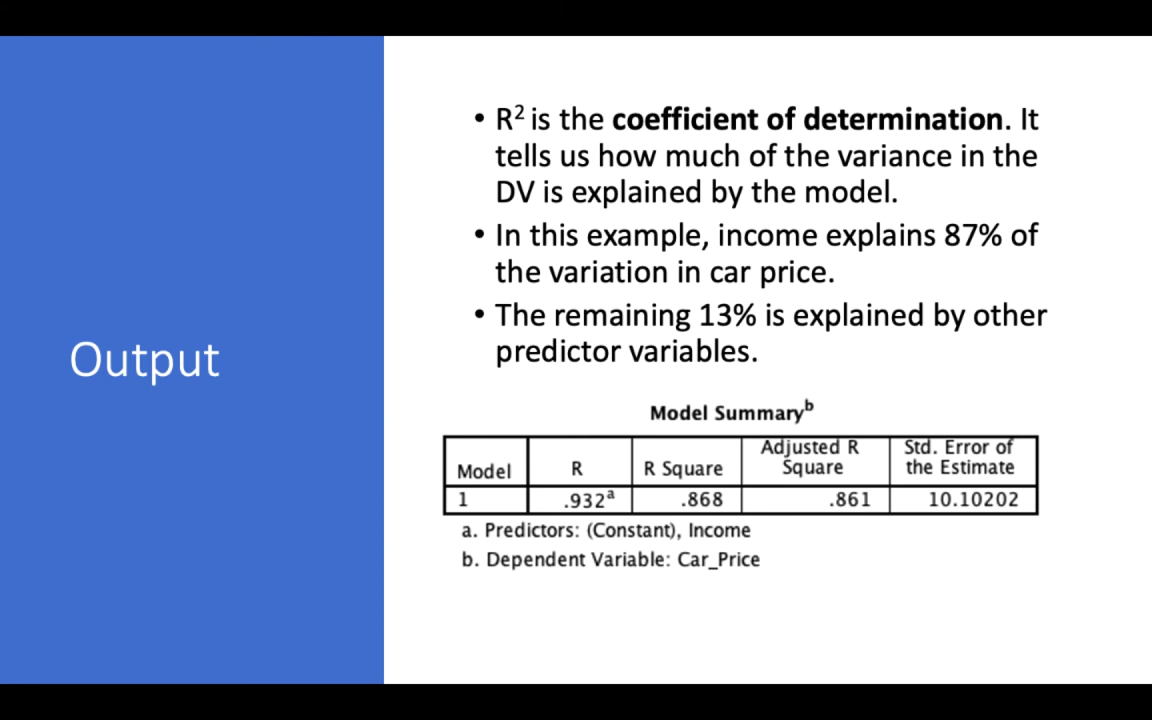 Output
• R² is the coefficient of determination. It
tells us how much of the variance in the
DV is explained by the model.
• In this example, income explains 87% of
the variation in car price.
• The remaining 13% is explained by other
predictor variables.
Model Summaryᵇ
Model R R Square Adjusted R Square Std. Error of the Estimate
1 .932ᵃ .868 .861 10.10202
a. Predictors: (Constant), Income
b. Dependent Variable: Car_Price